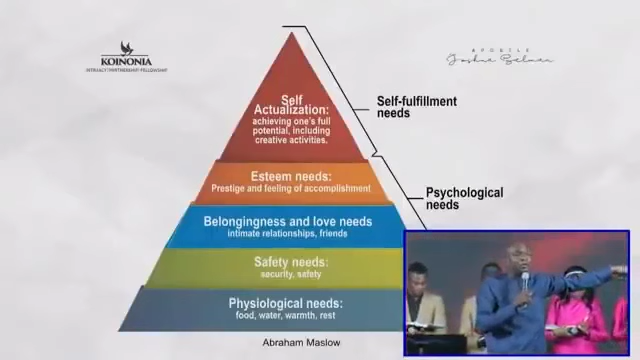 KOINONIA
INTIMACY|PARTNERSHIP|FELLOWSHIP
APOSTLE
Joshua Selman
Self-fulfillment
needs
Self
Actualization:
achieving one's full
potential, including
creative activities.
Esteem needs:
Prestige and feeling of accomplishment
Psychological
needs
Belongingness and love needs
intimate relationships, friends
Safety needs:
security, safety
Physiological needs:
food, water, warmth, rest
Abraham Maslow